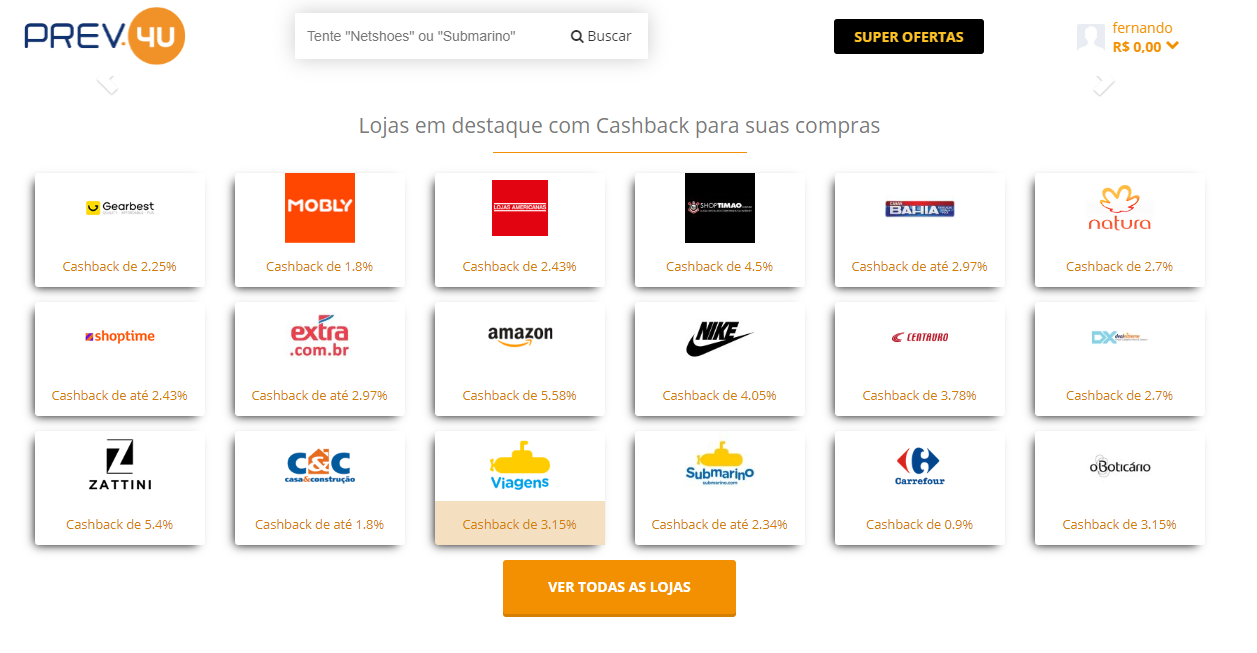 PREV.4U
Tente "Netshoes" ou "Submarino"
Buscar
SUPER OFERTAS
fernando
R$ 0,00
Lojas em destaque com Cashback para suas compras
Gearbest
MOBLY
LOJAS AMERICANAS
SHOPTIMAO
CASAS
BAHIA
natura
Cashback de 2.25%
Cashback de 1.8%
Cashback de 2.43%
Cashback de 4.5%
Cashback de até 2.97%
Cashback de 2.7%
shoptime
extra
.com.br
amazon
NIKE
CENTAURO
DX
Cashback de até 2.43%
Cashback de até 2.97%
Cashback de 5.58%
Cashback de 4.05%
Cashback de 3.78%
Cashback de 2.7%
Z
ZATTINI
C&C
casa&construção
Viagens
Submarino
submarino.com
Carrefour
oBoticário
Cashback de 5.4%
Cashback de até 1.8%
Cashback de 3.15%
Cashback de até 2.34%
Cashback de 0.9%
Cashback de 3.15%
VER TODAS AS LOJAS